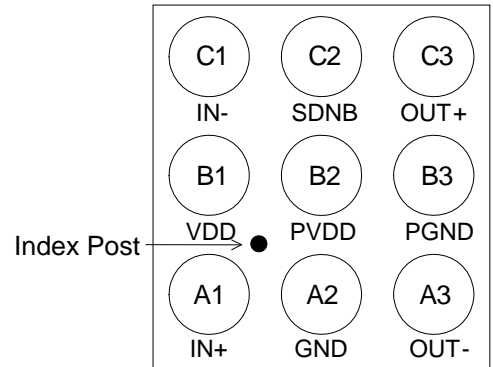 C1 C2 C3
IN- SDNB OUT+
B1 B2 B3
VDD PVDD PGND
Index Post
A1 A2 A3
IN+ GND OUT-